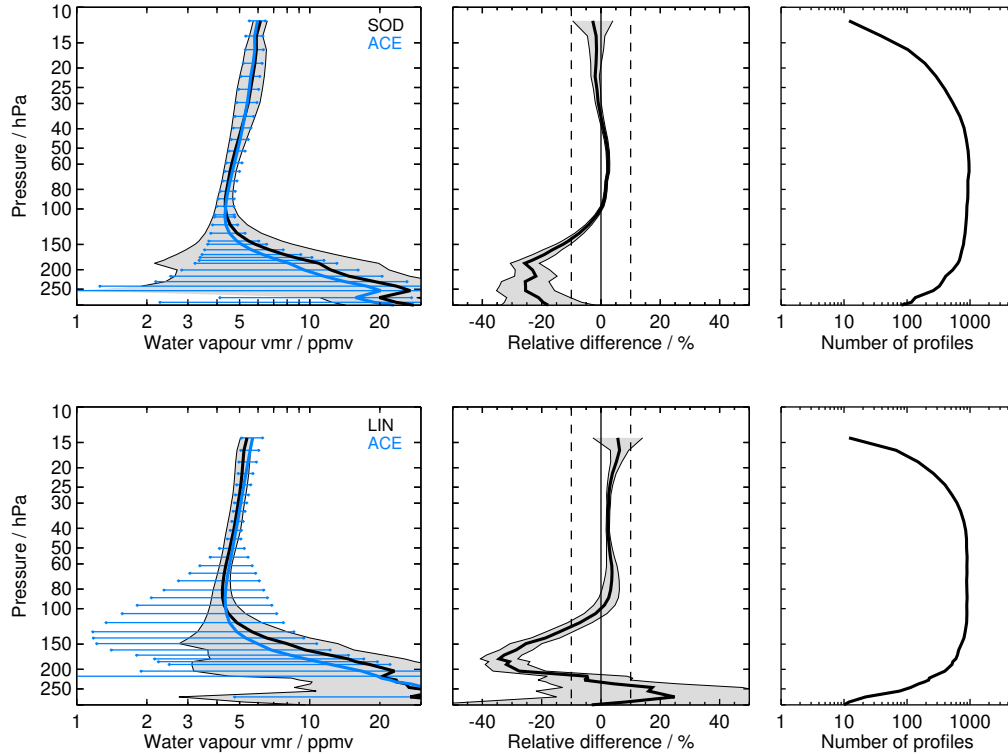 SOD
ACE
Pressure / hPa
10
15
20
25
30
40
50
60
80
100
150
200
250
1 2 5 10 20
Water vapour vmr / ppmv
-40 -20 0 20 40
Relative difference / %
1 10 100 1000
Number of profiles
LIN
ACE
Pressure / hPa
10
15
20
25
30
40
50
60
80
100
150
200
250
1 2 5 10 20
Water vapour vmr / ppmv
-40 -20 0 20 40
Relative difference / %
1 10 100 1000
Number of profiles